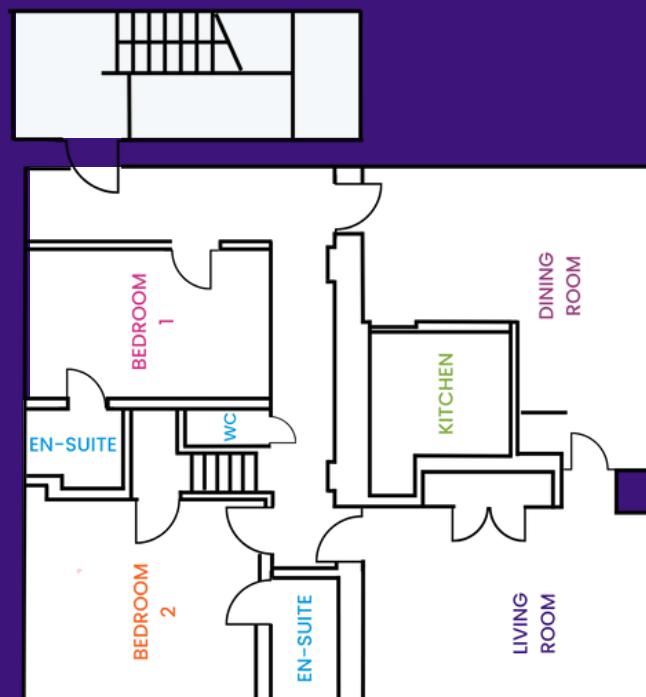 DINING
ROOM
BEDROOM
1
KITCHEN
WC
EN-SUITE
BEDROOM
2
EN-SUITE
LIVING
ROOM